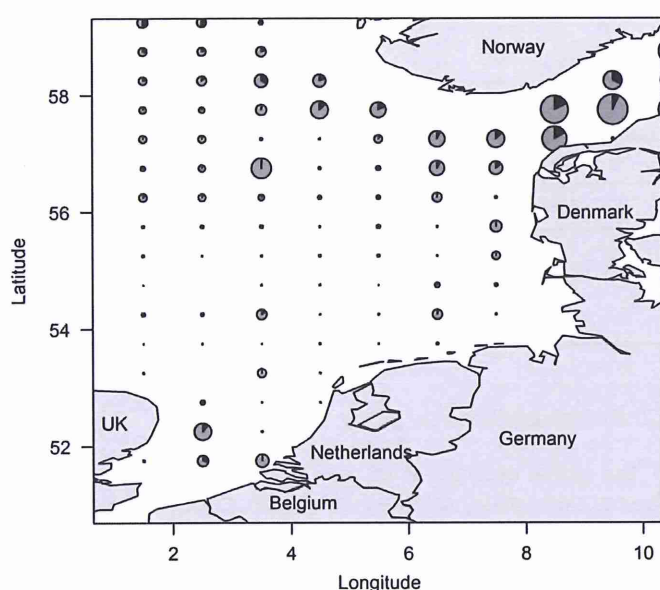 Norway
58
56
Denmark
Latitude
54
52
UK
Netherlands
Germany
Belgium
2
4
6
8
10
Longitude